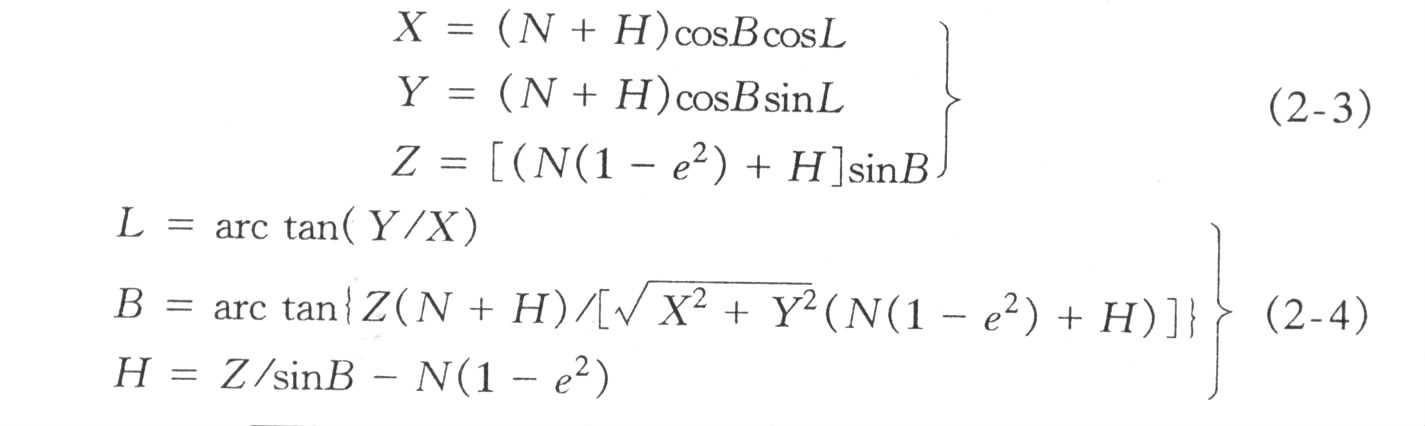 X = (N + H)cosBcosL
Y = (N + H)cosBsinL
Z = [(N(1 − e²) + H]sinB
(2-3)
L = arc tan(Y/X)
B = arc tan{Z(N + H)/[√X² + Y²(N(1 − e²) + H)]}
H = Z/sinB − N(1 − e²)
(2-4)